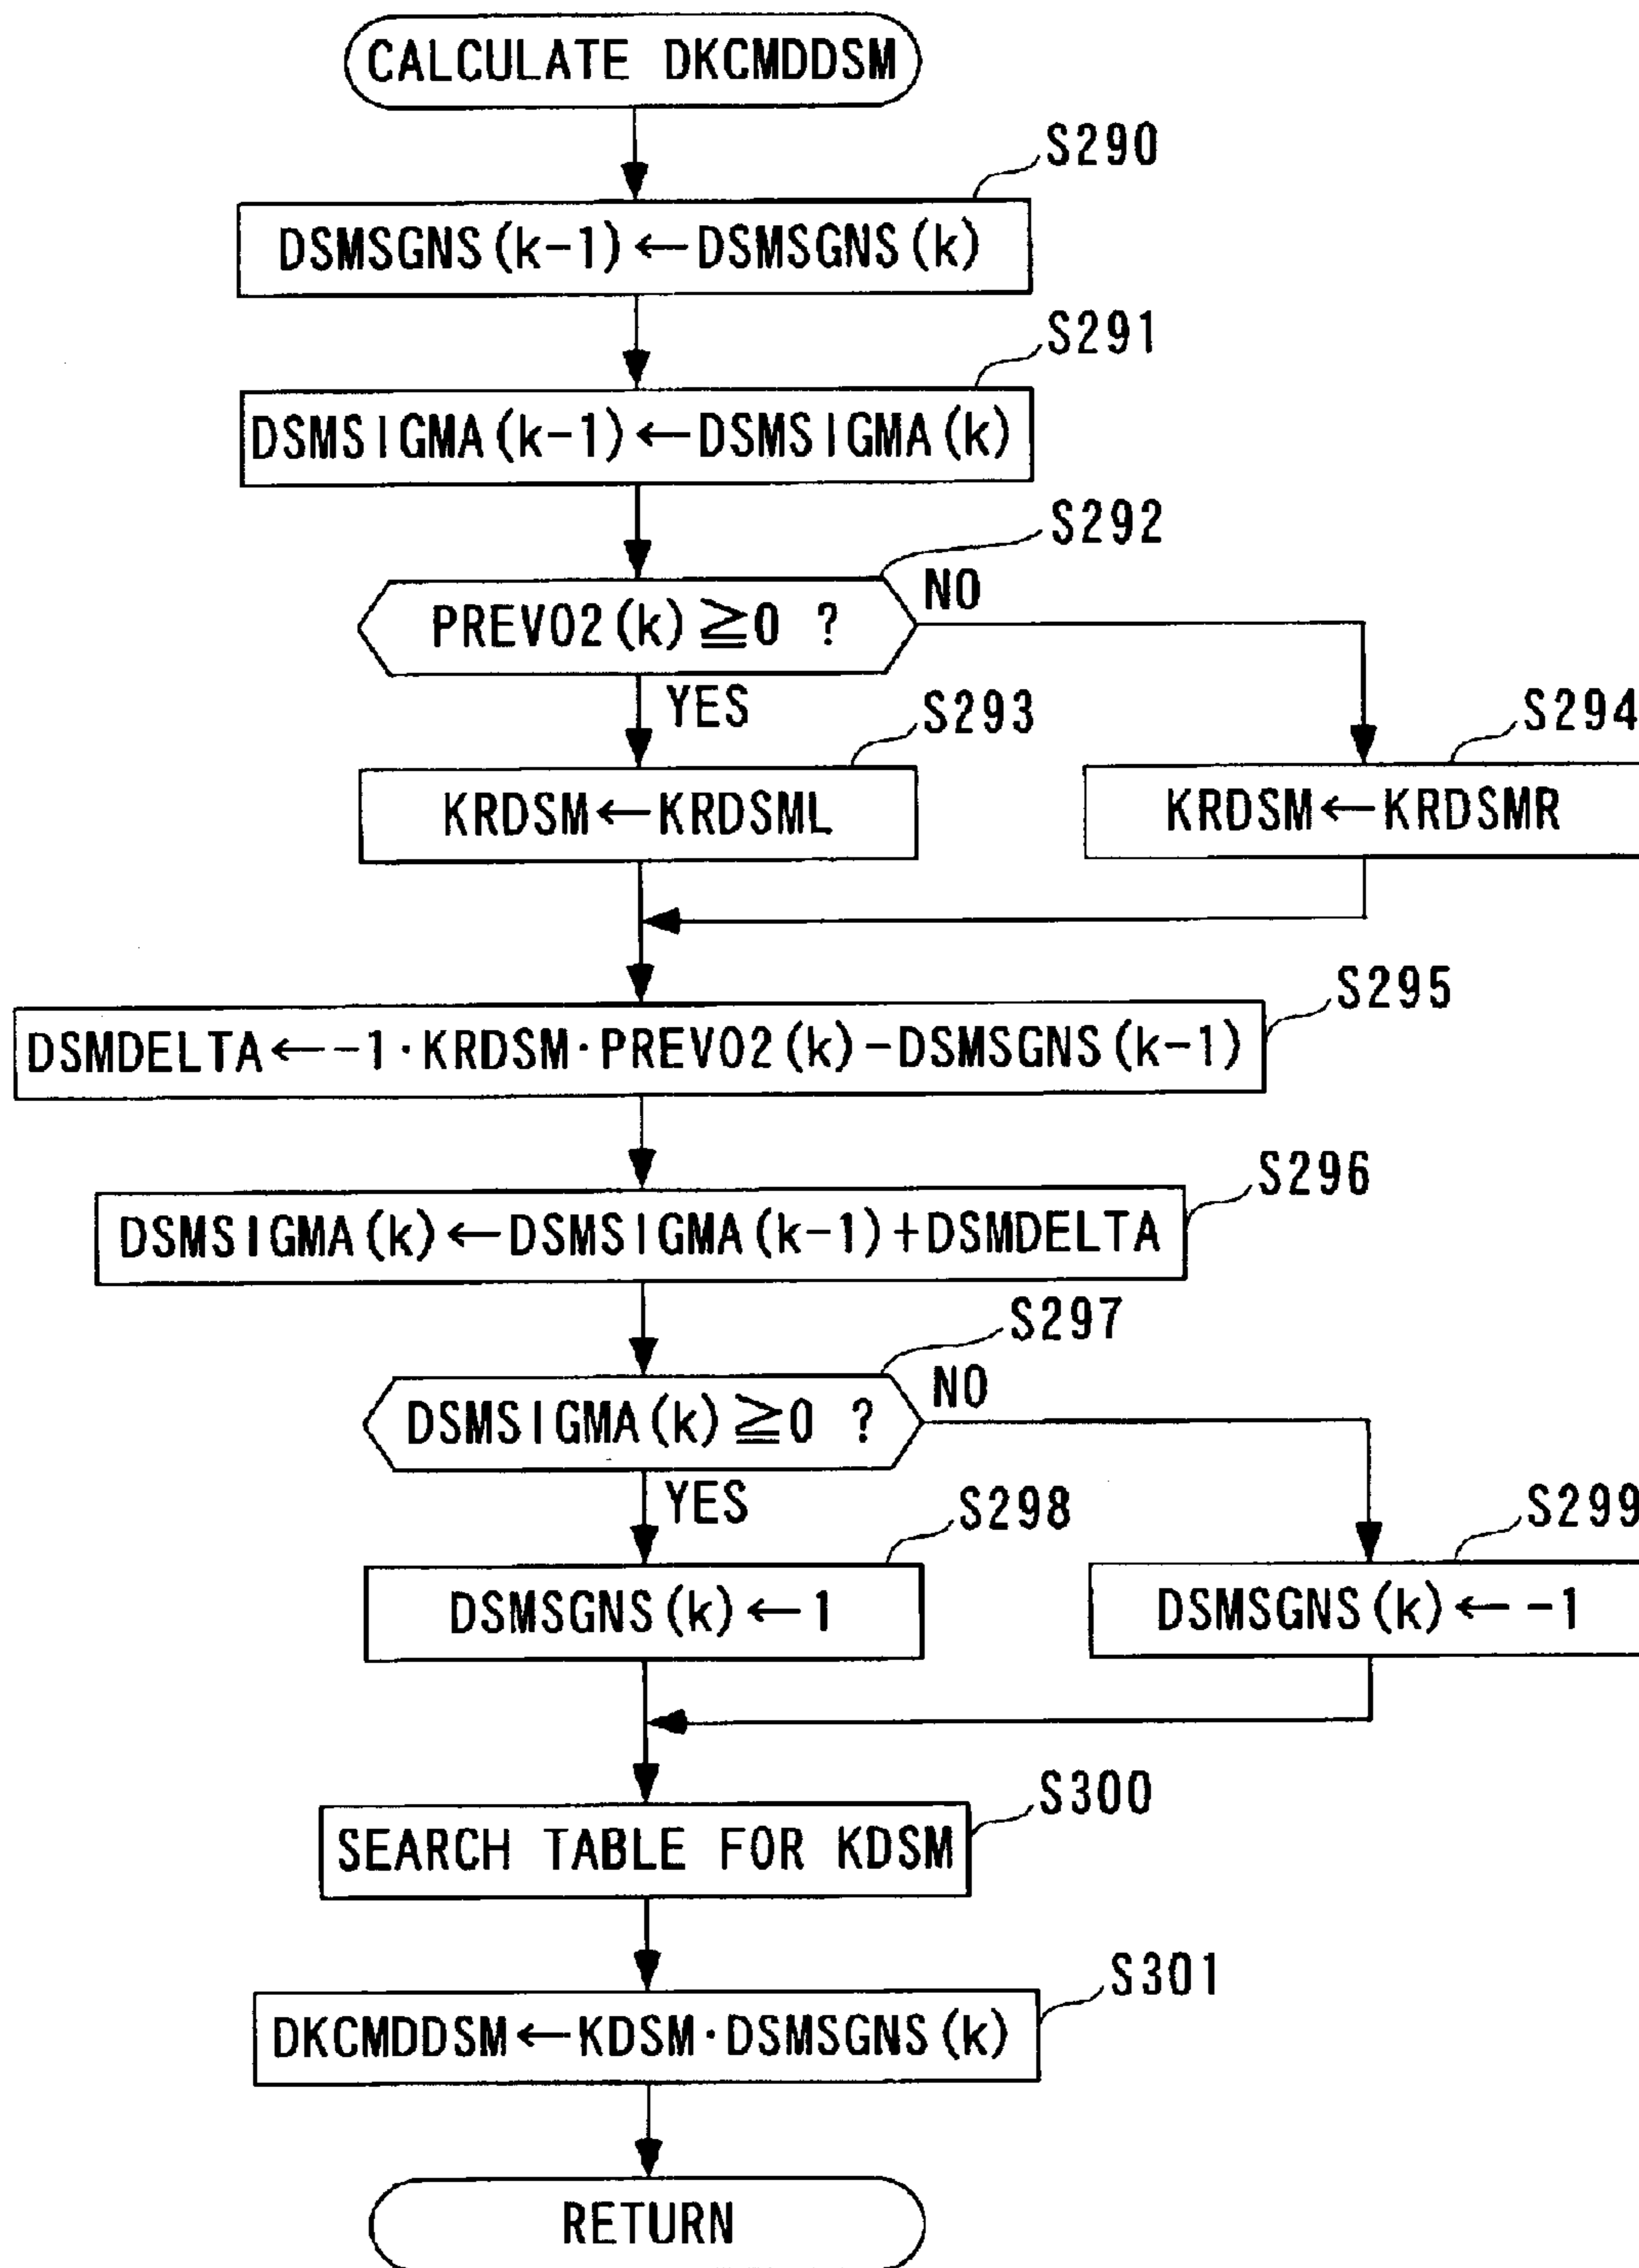 CALCULATE DKCMDDSM
S290
DSMSGNS(k-1)←DSMSGNS(k)
S291
DSMSIGMA(k-1)←DSMSIGMA(k)
S292
PREVO2(k)≧0 ?
NO
YES
S293
S294
KRDSM←KRDSML
KRDSM←KRDSMR
S295
DSMDELTA←-1·KRDSM·PREVO2(k)-DSMSGNS(k-1)
S296
DSMSIGMA(k)←DSMSIGMA(k-1)+DSMDELTA
S297
DSMSIGMA(k)≧0 ?
NO
YES
S298
S299
DSMSGNS(k)←1
DSMSGNS(k)←-1
S300
SEARCH TABLE FOR KDSM
S301
DKCMDDSM←KDSM·DSMSGNS(k)
RETURN